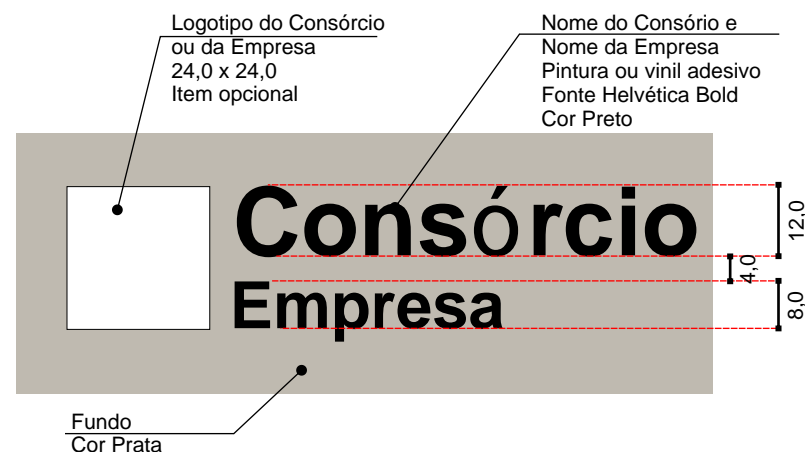 Logotipo do Consórcio
ou da Empresa
24,0 x 24,0
Item opcional
Nome do Consório e
Nome da Empresa
Pintura ou vinil adesivo
Fonte Helvética Bold
Cor Preto
Consórcio
Empresa
12,0
4,0
8,0
Fundo
Cor Prata